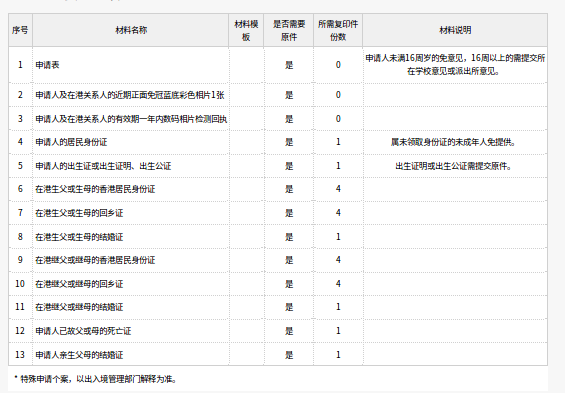 序号 材料名称 材料模板 是否需要原件 所需复印件份数 材料说明
1 申请表 是 0 申请人未满16周岁的免意见，16周以上的需提交所在学校意见或派出所意见。
2 申请人及在港关系人的近期正面免冠蓝底彩色相片1张 是 0
3 申请人及在港关系人的有效期一年内数码相片检测回执 是 0
4 申请人的居民身份证 是 1 属未领取身份证的未成年人免提供。
5 申请人的出生证或出生证明、出生公证 是 1 出生证明或出生公证需提交原件。
6 在港生父或生母的香港居民身份证 是 4
7 在港生父或生母的回乡证 是 4
8 在港生父或生母的结婚证 是 1
9 在港继父或继母的香港居民身份证 是 4
10 在港继父或继母的回乡证 是 4
11 在港继父或继母的结婚证 是 1
12 申请人已故父或母的死亡证 是 1
13 申请人亲生父母的结婚证 是 1
* 特殊申请个案，以出入境管理部门解释为准。